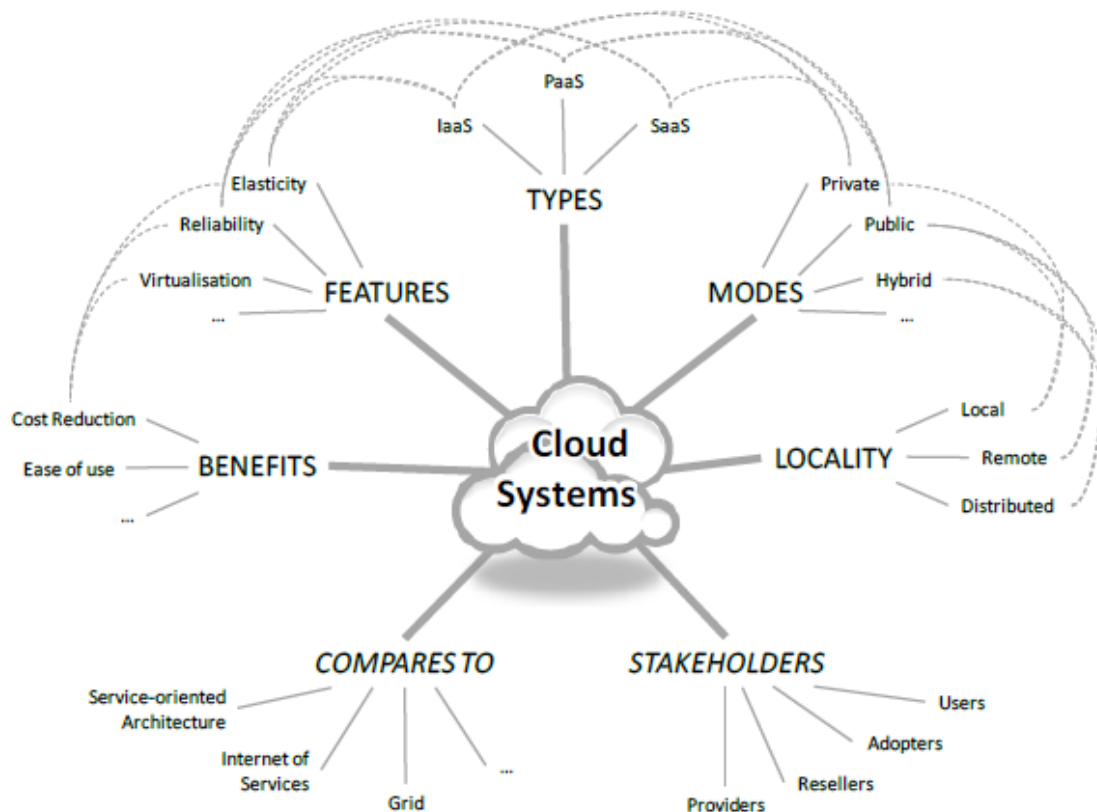 PaaS
IaaS
SaaS
TYPES
Elasticity
Reliability
Virtualisation
...
FEATURES
Private
Public
Hybrid
...
MODES
Cost Reduction
Ease of use
...
BENEFITS
Cloud
Systems
LOCALITY
Local
Remote
Distributed
COMPARES TO
Service-oriented
Architecture
Internet of
Services
Grid
...
STAKEHOLDERS
Users
Adopters
Resellers
Providers